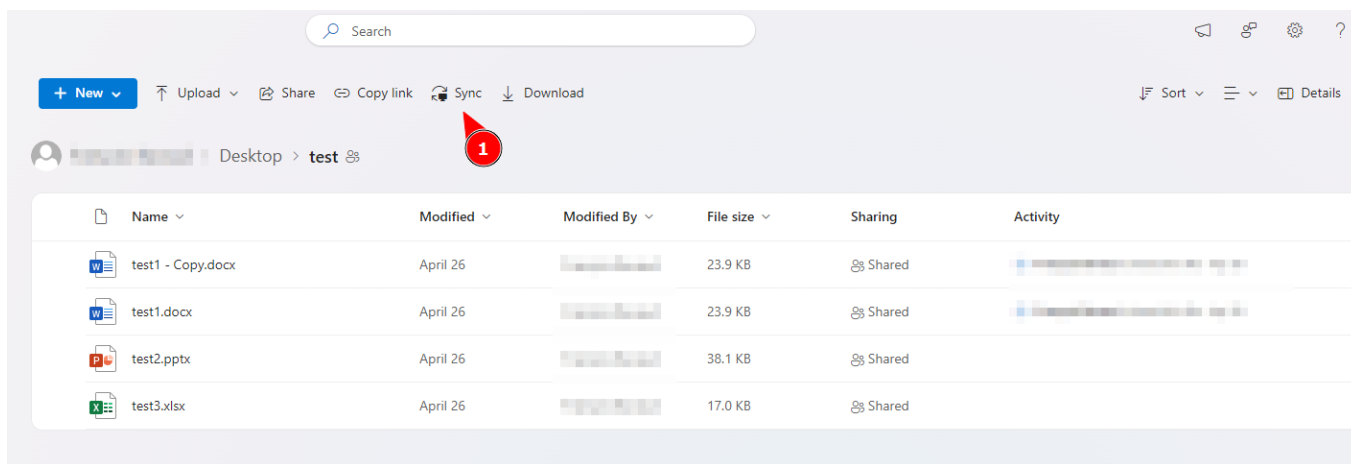 Search
?
+ New Upload Share Copy link Sync Download Sort Details
1
Desktop > test
Name Modified Modified By File size Sharing Activity
W test1 - Copy.docx April 26 23.9 KB Shared
W test1.docx April 26 23.9 KB Shared
P test2.pptx April 26 38.1 KB Shared
X test3.xlsx April 26 17.0 KB Shared